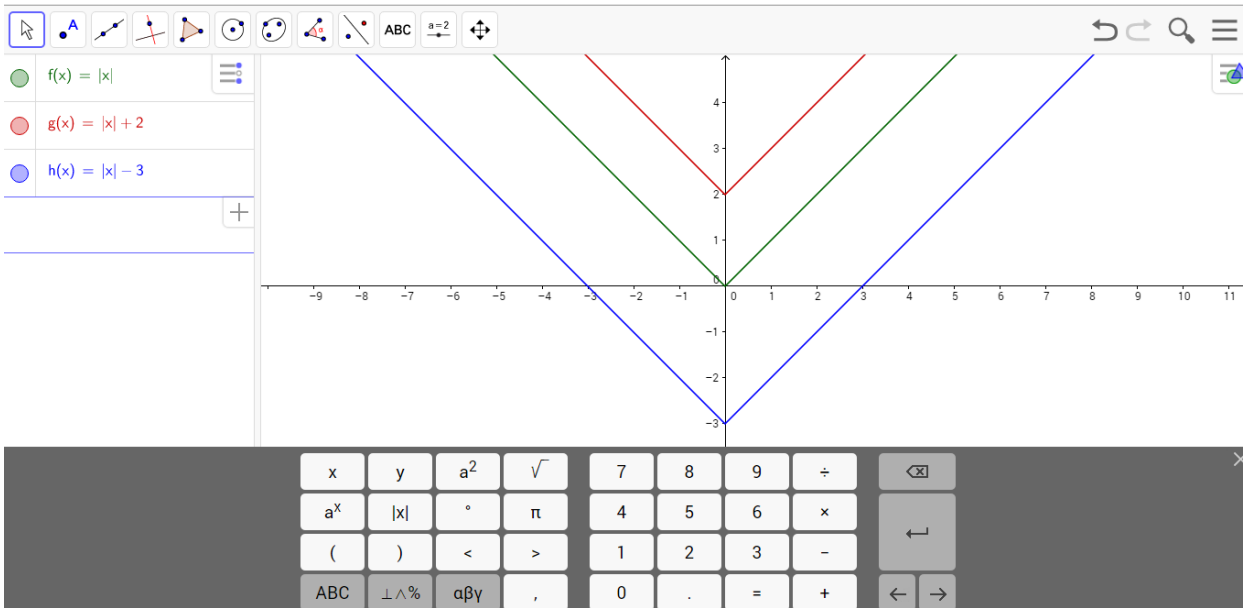 ABC a=2
f(x) = |x|
g(x) = |x| + 2
h(x) = |x| − 3
4
3
2
1
0
−9 −8 −7 −6 −5 −4 −3 −2 −1 0 1 2 3 4 5 6 7 8 9 10 11
−1
−2
−3
x y a² √ 7 8 9 ÷
aˣ |x| ° π 4 5 6 ×
( ) < > 1 2 3 −
ABC ⊥∧% αβγ , 0 . = +